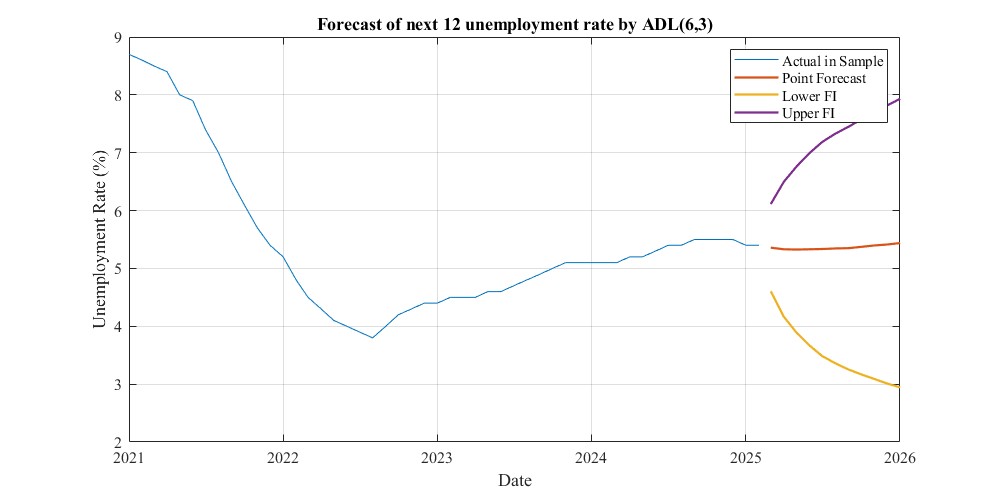 Forecast of next 12 unemployment rate by ADL(6,3)
Actual in Sample
Point Forecast
Lower FI
Upper FI
Unemployment Rate (%)
9
8
7
6
5
4
3
2
2021
2022
2023
2024
2025
2026
Date